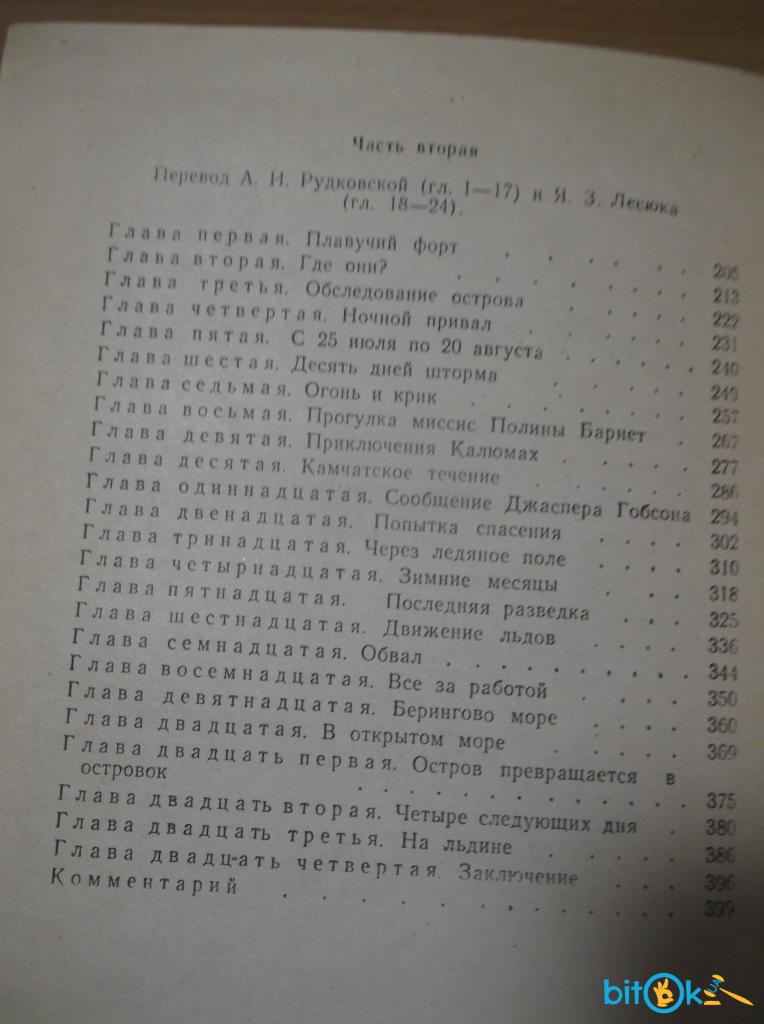 Часть вторая
Перевод А. И. Рудковской (гл. 1—17) и Я. З. Лесюка
(гл. 18—24).
Глава первая. Плавучий форт . . . . . 205
Глава вторая. Где они? . . . . . . 213
Глава третья. Обследование острова . . . . 222
Глава четвертая. Ночной привал . . . . . 231
Глава пятая. С 25 июля по 20 августа . . . . . 240
Глава шестая. Десять дней шторма . . . . 249
Глава седьмая. Огонь и крик . . . . . . 257
Глава восьмая. Прогулка миссис Полины Барнет . 267
Глава девятая. Приключения Калюмах . . . . 277
Глава десятая. Камчатское течение . . . . . 286
Глава одиннадцатая. Сообщение Джаспера Гобсона 294
Глава двенадцатая. Попытка спасения . . . . 302
Глава тринадцатая. Через ледяное поле . . . . 310
Глава четырнадцатая. Зимние месяцы . . . 318
Глава пятнадцатая. Последняя разведка . . . 325
Глава шестнадцатая. Движение льдов . . . . 336
Глава семнадцатая. Обвал . . . . . . . . 344
Глава восемнадцатая. Все за работой . . . . 350
Глава девятнадцатая. Берингово море . . . . 360
Глава двадцатая. В открытом море . . . . 369
Глава двадцать первая. Остров превращается в
островок . . . . . . . . . . . 375
Глава двадцать вторая. Четыре следующих дня . 380
Глава двадцать третья. На льдине . . . . . 386
Глава двадцать четвертая. Заключение . . . 396
Комментарий . . . . . . . . . . . 399
bitOk UA